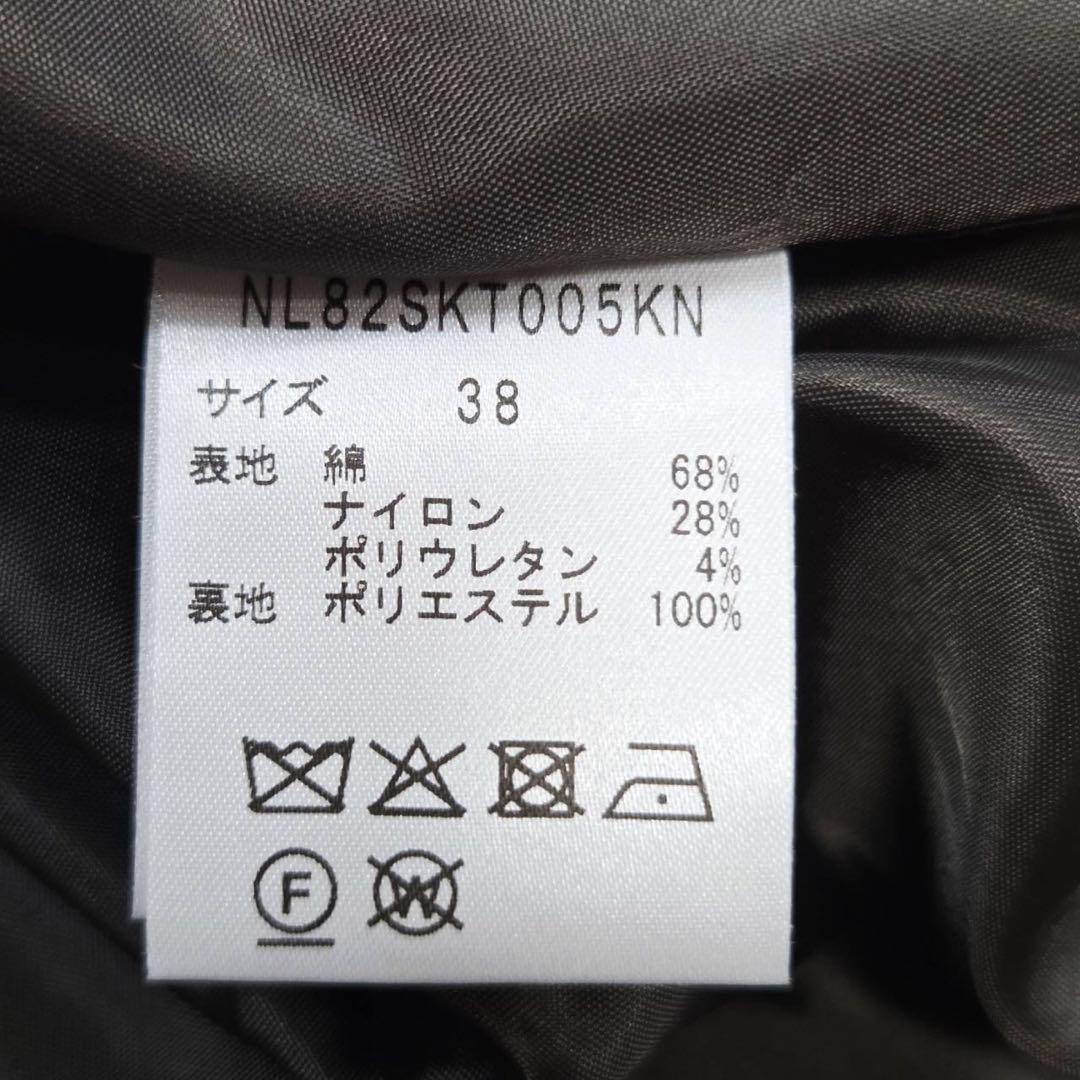 NL82SKT005KN
サイズ 38
表地 綿 68%
ナイロン 28%
ポリウレタン 4%
裏地 ポリエステル 100%
F W